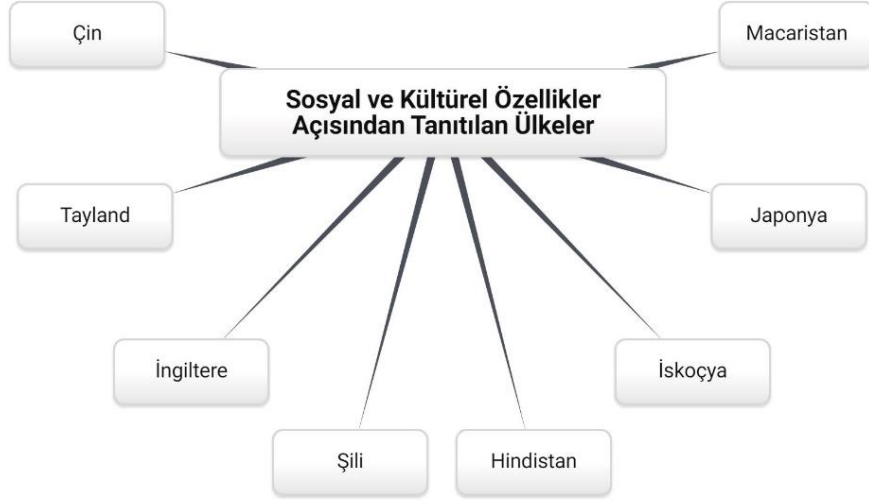 Çin
Macaristan
Sosyal ve Kültürel Özellikler
Açısından Tanıtılan Ülkeler
Tayland
Japonya
İngiltere
İskoçya
Şili
Hindistan